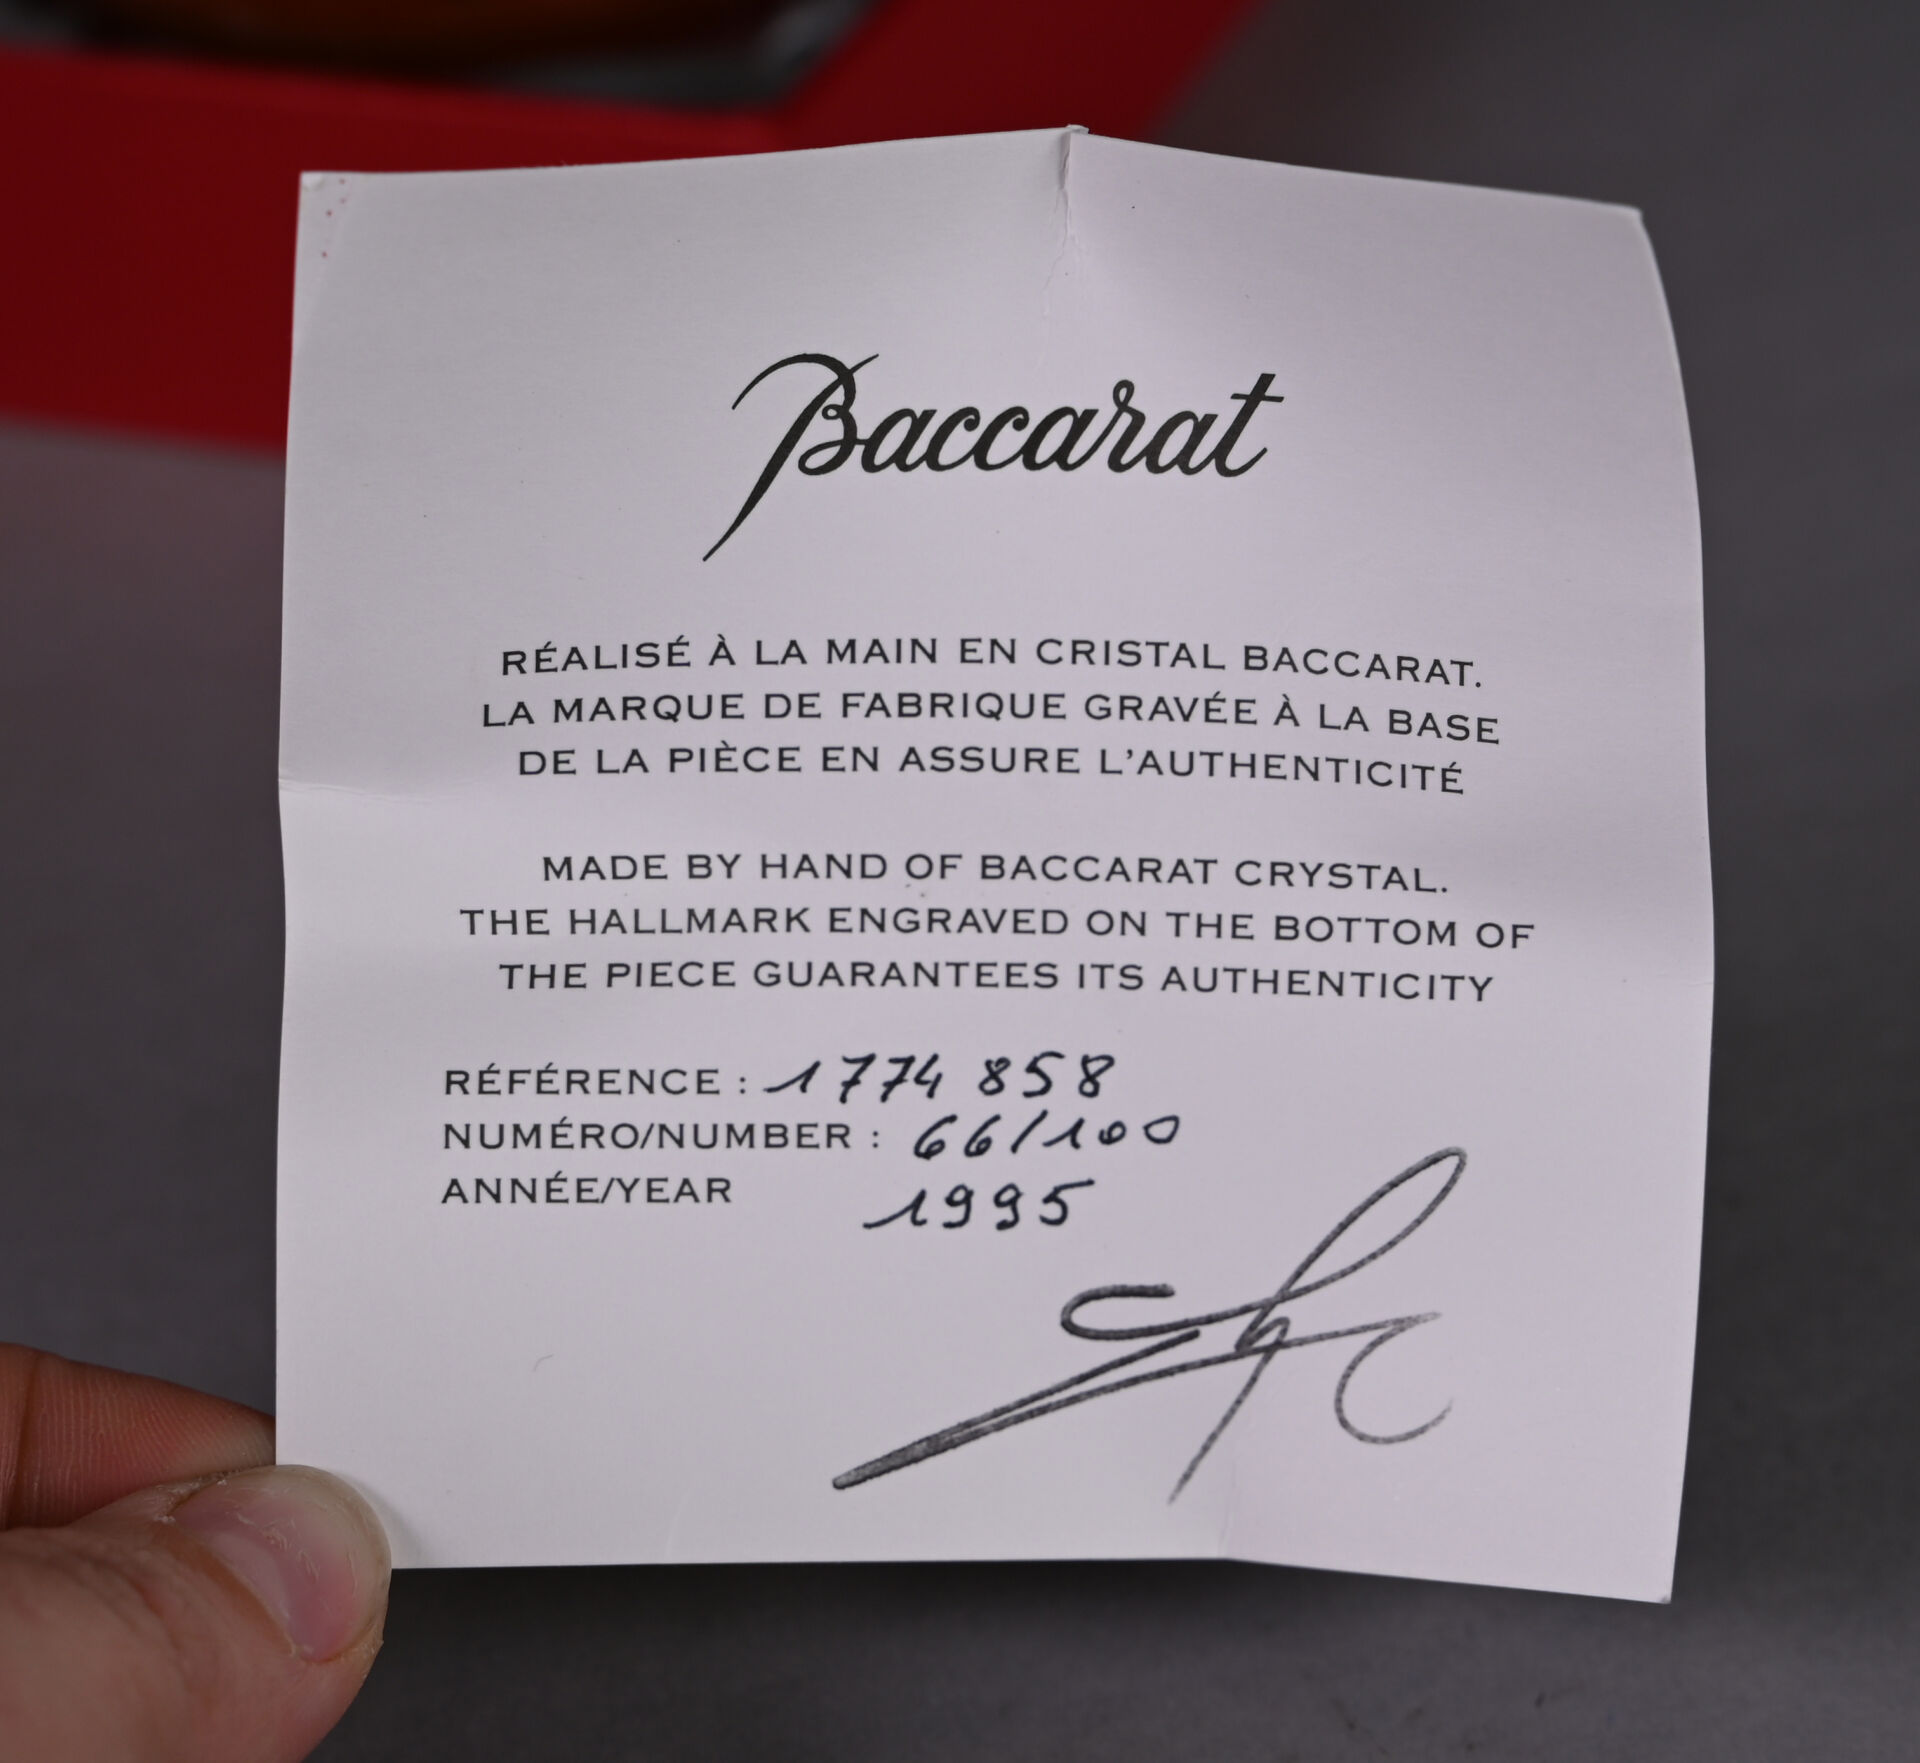 Baccarat
RÉALISÉ À LA MAIN EN CRISTAL BACCARAT.
LA MARQUE DE FABRIQUE GRAVÉE À LA BASE
DE LA PIÈCE EN ASSURE L'AUTHENTICITÉ
MADE BY HAND OF BACCARAT CRYSTAL.
THE HALLMARK ENGRAVED ON THE BOTTOM OF
THE PIECE GUARANTEES ITS AUTHENTICITY
RÉFÉRENCE : 1774 858
NUMÉRO/NUMBER : 66/100
ANNÉE/YEAR 1995